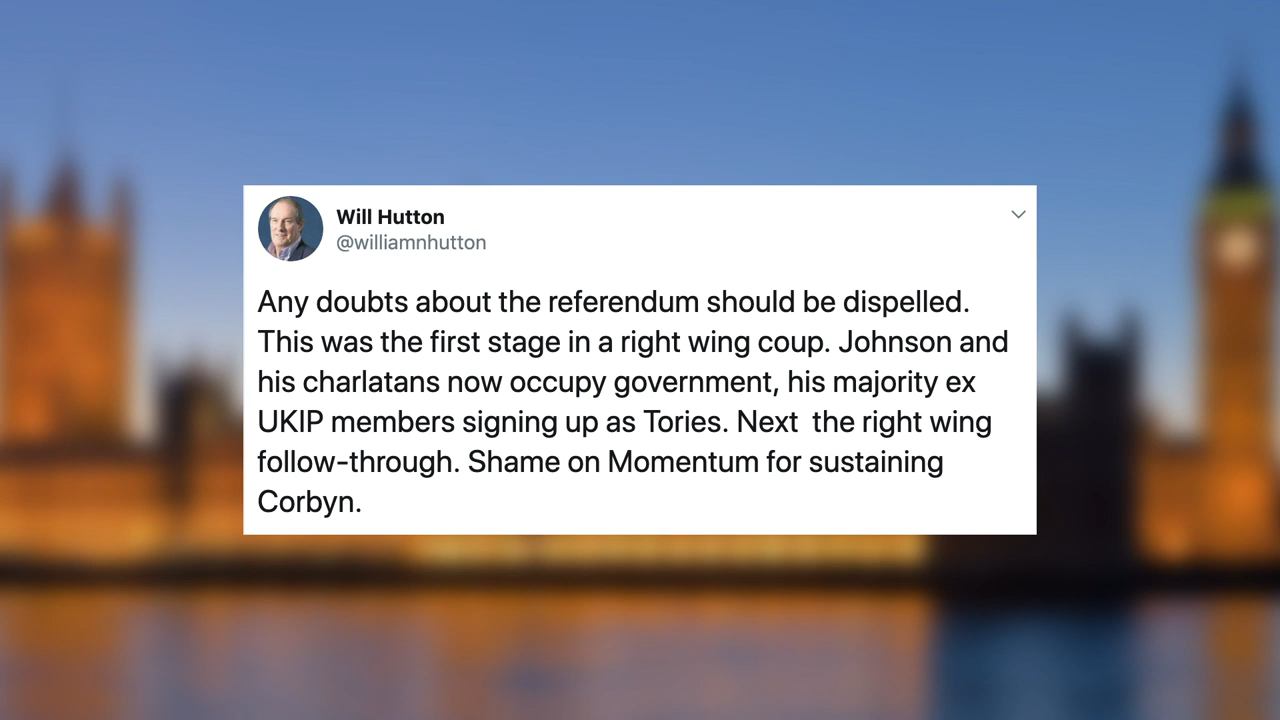 Will Hutton
@williamnhutton
Any doubts about the referendum should be dispelled.
This was the first stage in a right wing coup. Johnson and
his charlatans now occupy government, his majority ex
UKIP members signing up as Tories. Next  the right wing
follow-through. Shame on Momentum for sustaining
Corbyn.